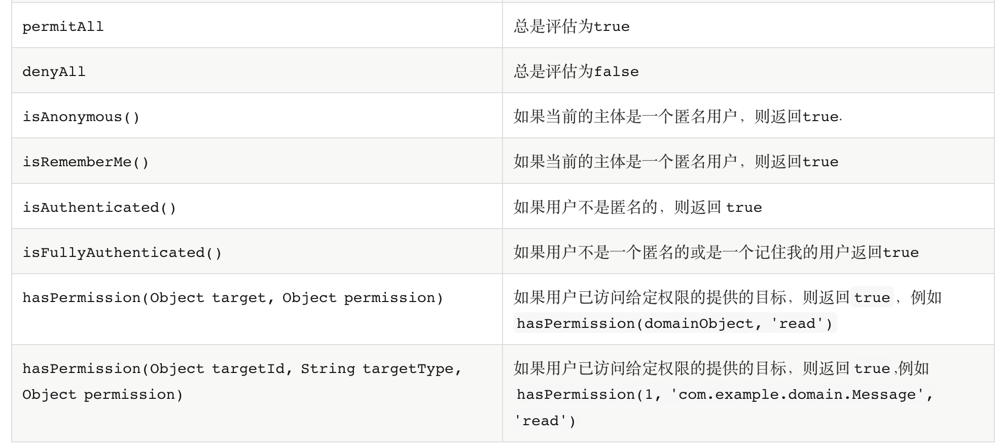 permitAll
总是评估为true
denyAll
总是评估为false
isAnonymous()
如果当前的主体是一个匿名用户，则返回true.
isRememberMe()
如果当前的主体是一个匿名用户，则返回true
isAuthenticated()
如果用户不是匿名的，则返回 true
isFullyAuthenticated()
如果用户不是一个匿名的或是一个记住我的用户返回true
hasPermission(Object target, Object permission)
如果用户已访问给定权限的提供的目标，则返回true，例如
hasPermission(domainObject, 'read')
hasPermission(Object targetId, String targetType,
Object permission)
如果用户已访问给定权限的提供的目标，则返回 true ,例如
hasPermission(1, 'com.example.domain.Message',
'read')